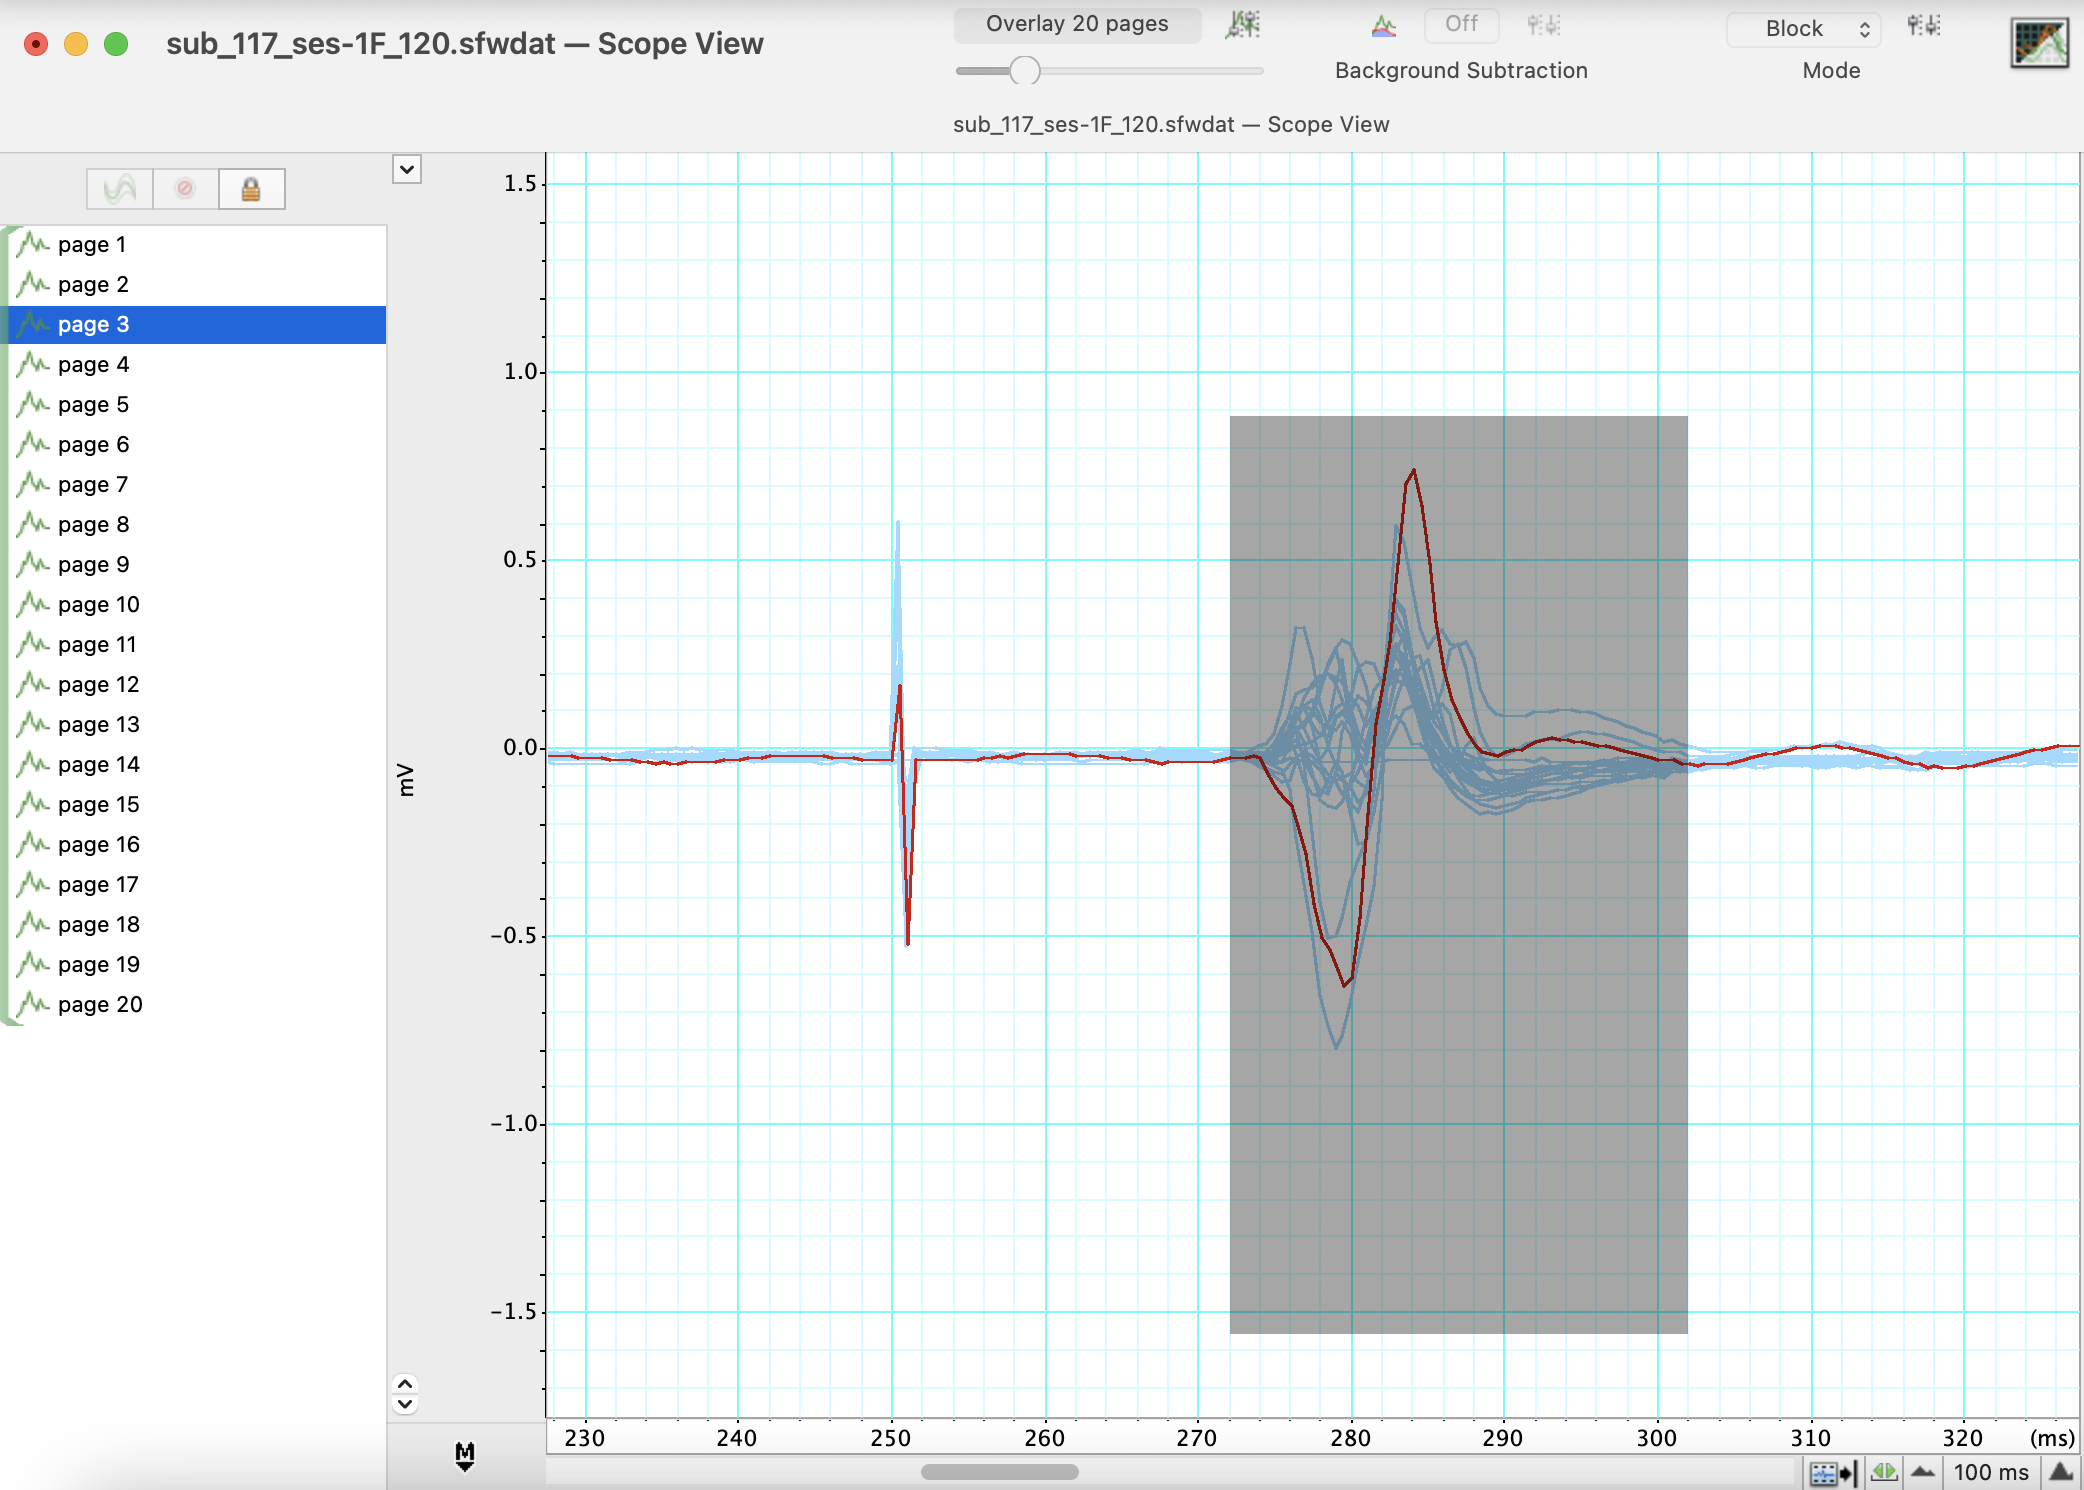 sub_117_ses-1F_120.sfwdat — Scope View
Overlay 20 pages
Off
Background Subtraction
Block
Mode
sub_117_ses-1F_120.sfwdat — Scope View
page 1
page 2
page 3
page 4
page 5
page 6
page 7
page 8
page 9
page 10
page 11
page 12
page 13
page 14
page 15
page 16
page 17
page 18
page 19
page 20
mV
1.5
1.0
0.5
0.0
−0.5
−1.0
−1.5
M
230 240 250 260 270 280 290 300 310 320 (ms)
100 ms